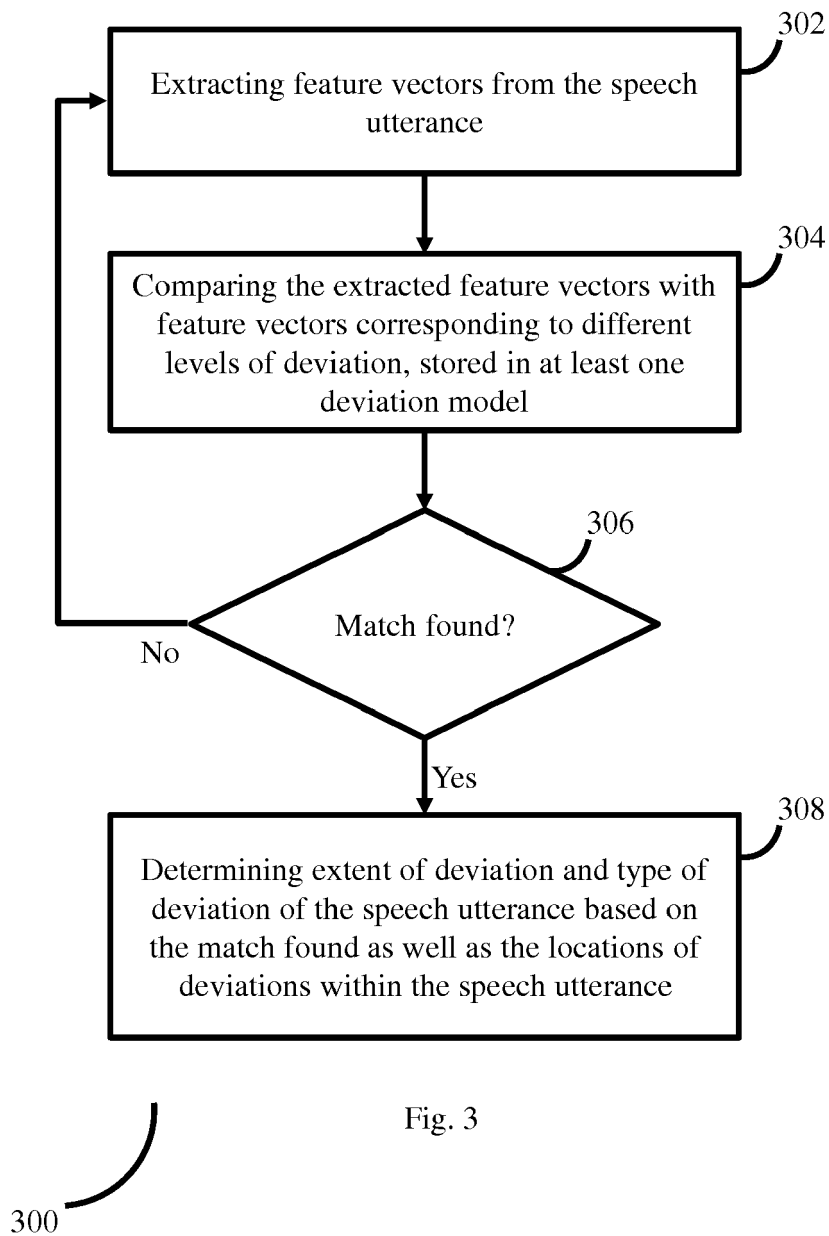 302
Extracting feature vectors from the speech
utterance
304
Comparing the extracted feature vectors with
feature vectors corresponding to different
levels of deviation, stored in at least one
deviation model
306
Match found?
No
Yes
308
Determining extent of deviation and type of
deviation of the speech utterance based on
the match found as well as the locations of
deviations within the speech utterance
Fig. 3
300